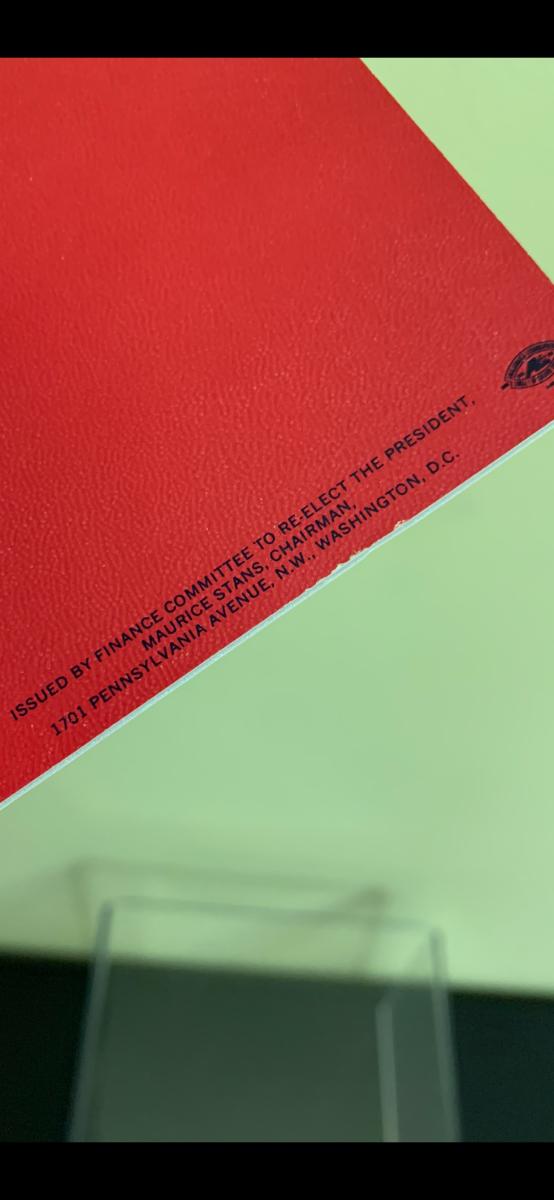 ISSUED BY FINANCE COMMITTEE TO RE-ELECT THE PRESIDENT,
MAURICE STANS, CHAIRMAN,
1701 PENNSYLVANIA AVENUE, N.W., WASHINGTON, D.C.